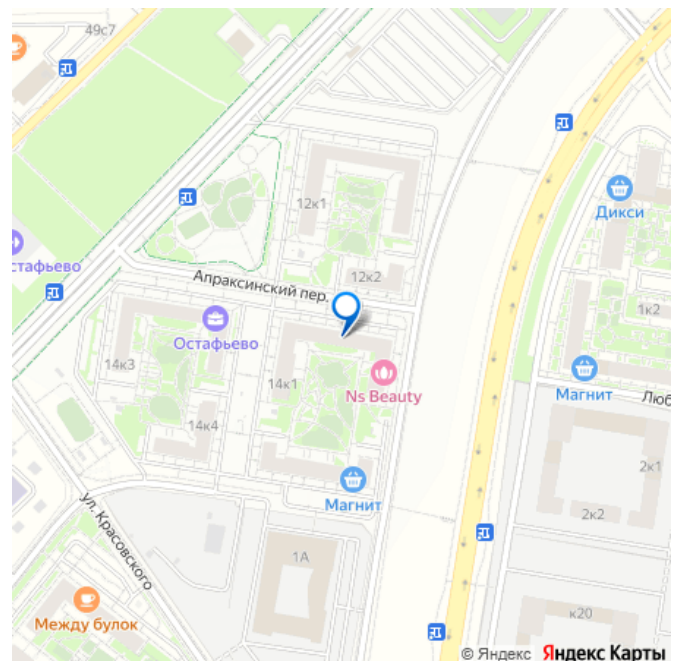 49с7
12к1
Дикси
стафьево
12к2
Апраксинский пер.
1к2
Остафьево
14к3
14к1
Ns Beauty
Магнит
Люб
14к4
2к1
Магнит
2к2
ул. Красовского
1А
к20
Между булок
© Яндекс Яндекс Карты